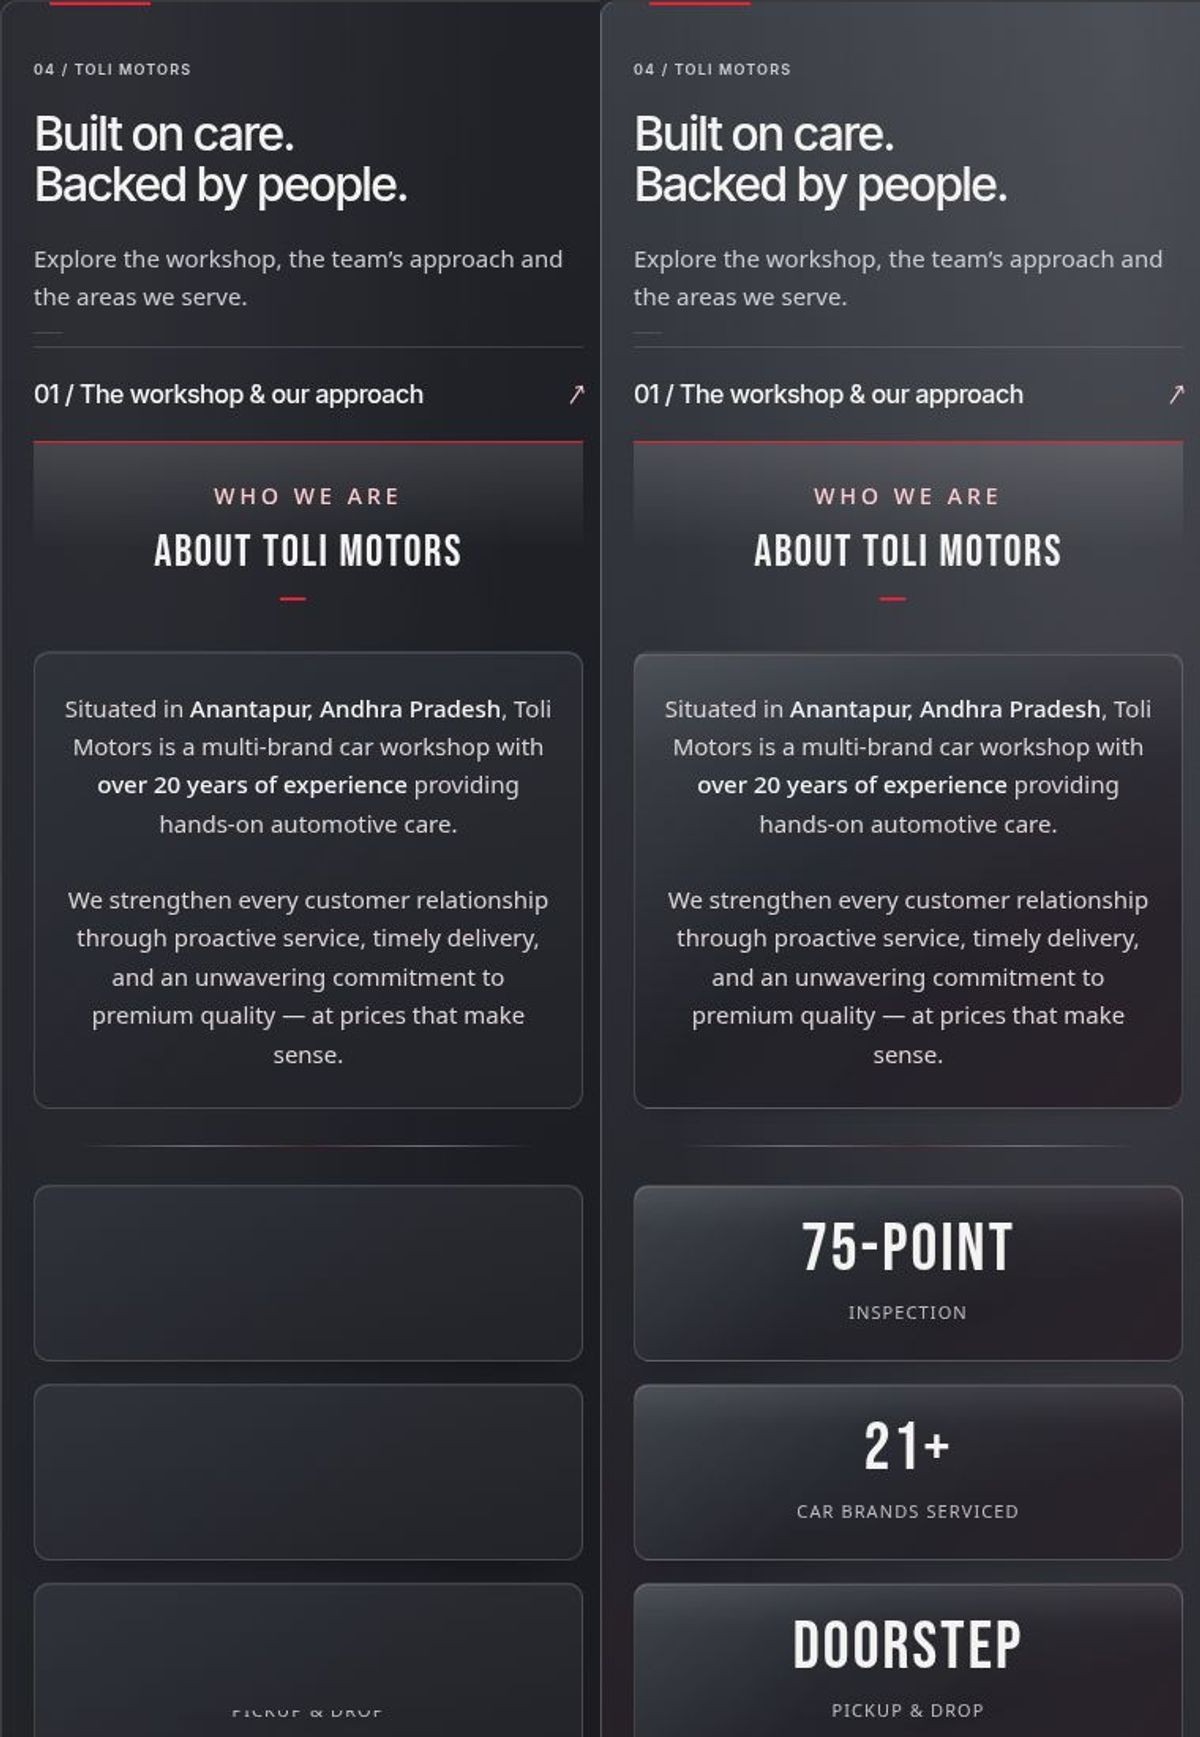 04 / TOLI MOTORS
Built on care.
Backed by people.
Explore the workshop, the team’s approach and
the areas we serve.
01 / The workshop & our approach ↗
WHO WE ARE
ABOUT TOLI MOTORS
Situated in Anantapur, Andhra Pradesh, Toli
Motors is a multi-brand car workshop with
over 20 years of experience providing
hands-on automotive care.
We strengthen every customer relationship
through proactive service, timely delivery,
and an unwavering commitment to
premium quality — at prices that make
sense.
PICKUP & DROP
04 / TOLI MOTORS
Built on care.
Backed by people.
Explore the workshop, the team’s approach and
the areas we serve.
01 / The workshop & our approach ↗
WHO WE ARE
ABOUT TOLI MOTORS
Situated in Anantapur, Andhra Pradesh, Toli
Motors is a multi-brand car workshop with
over 20 years of experience providing
hands-on automotive care.
We strengthen every customer relationship
through proactive service, timely delivery,
and an unwavering commitment to
premium quality — at prices that make
sense.
75-POINT
INSPECTION
21+
CAR BRANDS SERVICED
DOORSTEP
PICKUP & DROP